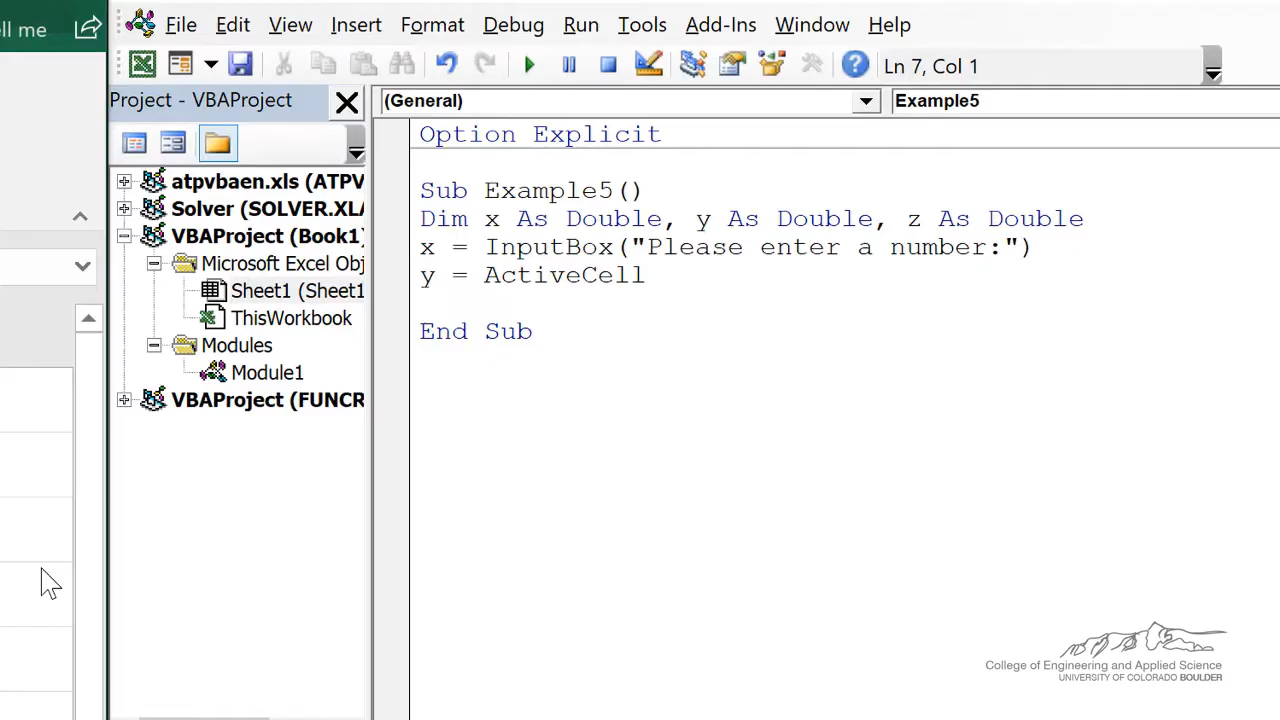 ell me
File Edit View Insert Format Debug Run Tools Add-Ins Window Help
Ln 7, Col 1
Project - VBAProject
(General)
Example5
atpvbaen.xls (ATPV
Solver (SOLVER.XLA
VBAProject (Book1)
Microsoft Excel Obj
Sheet1 (Sheet1
ThisWorkbook
Modules
Module1
VBAProject (FUNCR
Option Explicit
Sub Example5()
Dim x As Double, y As Double, z As Double
x = InputBox("Please enter a number:")
y = ActiveCell
End Sub
College of Engineering and Applied Science
UNIVERSITY OF COLORADO BOULDER